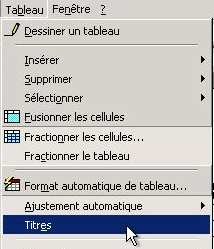 Tableau Fenêtre ?
Dessiner un tableau
Insérer
Supprimer
Sélectionner
Fusionner les cellules
Fractionner les cellules...
Fractionner le tableau
Format automatique de tableau...
Ajustement automatique
Titres